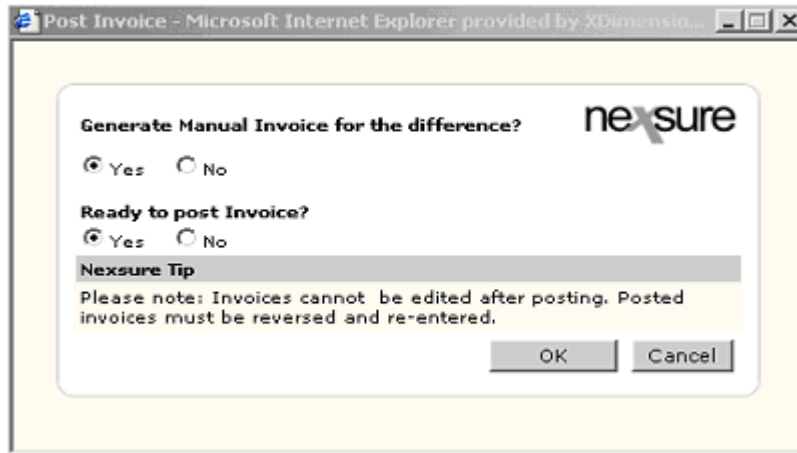 Post Invoice - Microsoft Internet Explorer provided by XDimensio...
Generate Manual Invoice for the difference?
nexsure
Yes No
Ready to post Invoice?
Yes No
Nexsure Tip
Please note: Invoices cannot be edited after posting. Posted
invoices must be reversed and re-entered.
OK Cancel